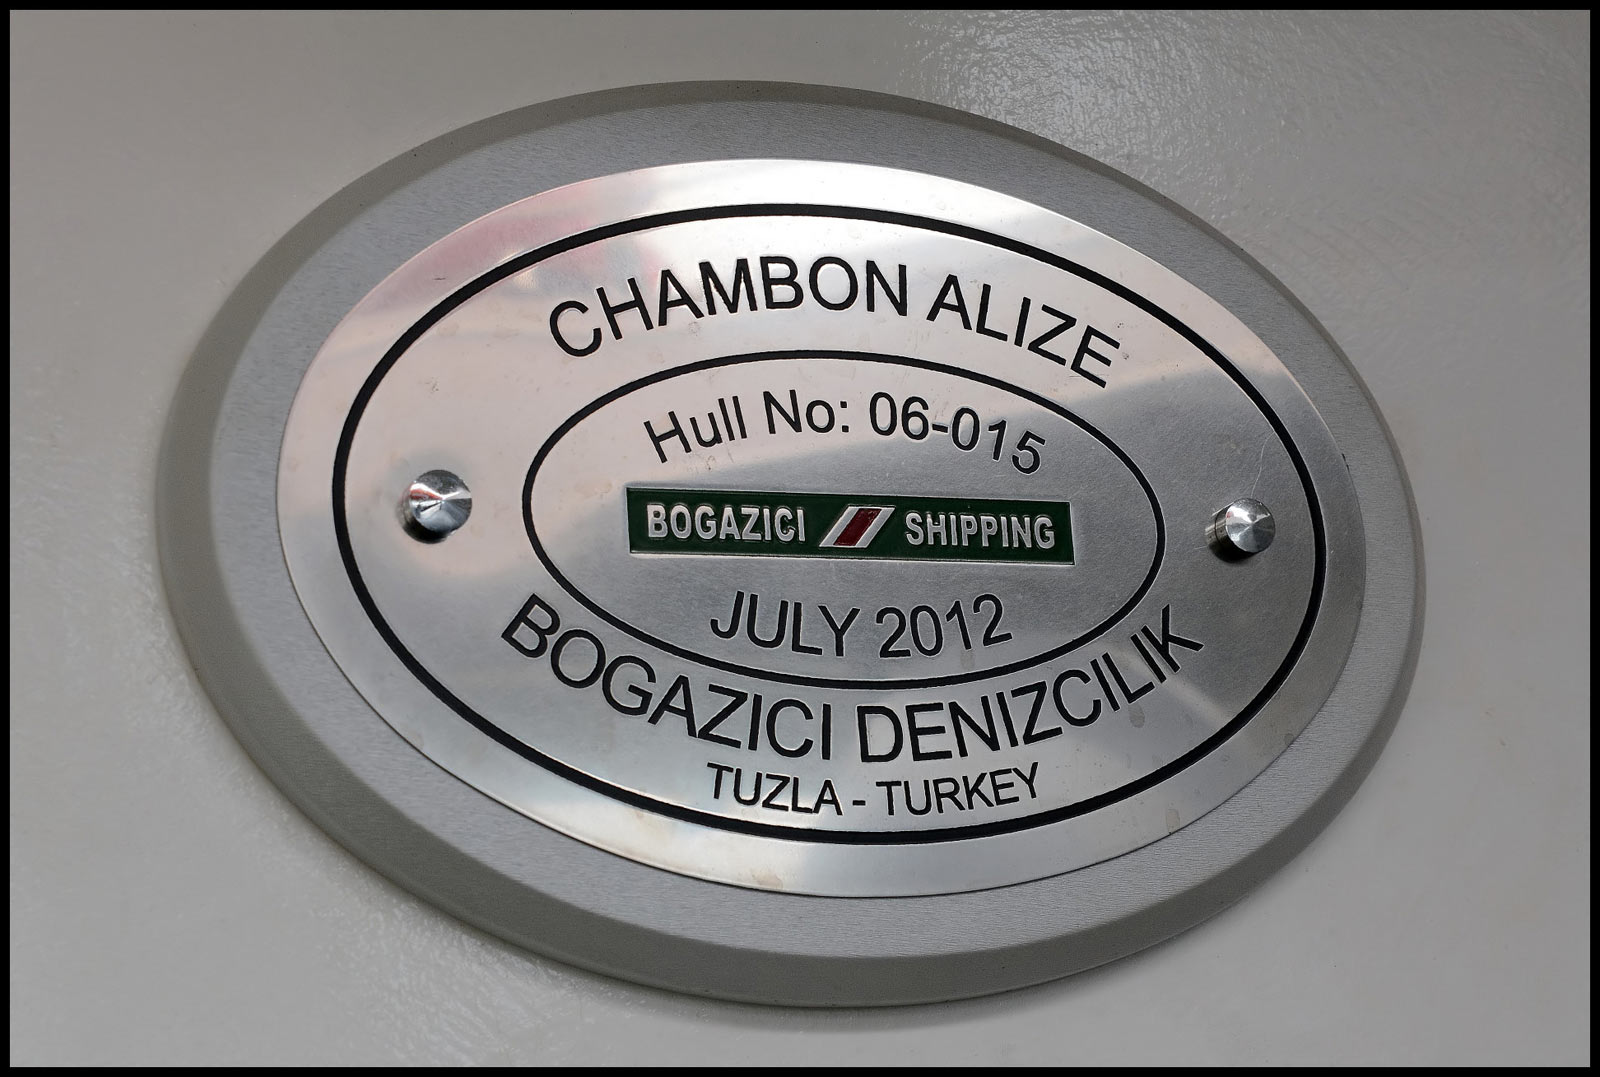 CHAMBON ALIZE
Hull No: 06-015
BOGAZICI SHIPPING
JULY 2012
BOGAZICI DENIZCILIK
TUZLA - TURKEY